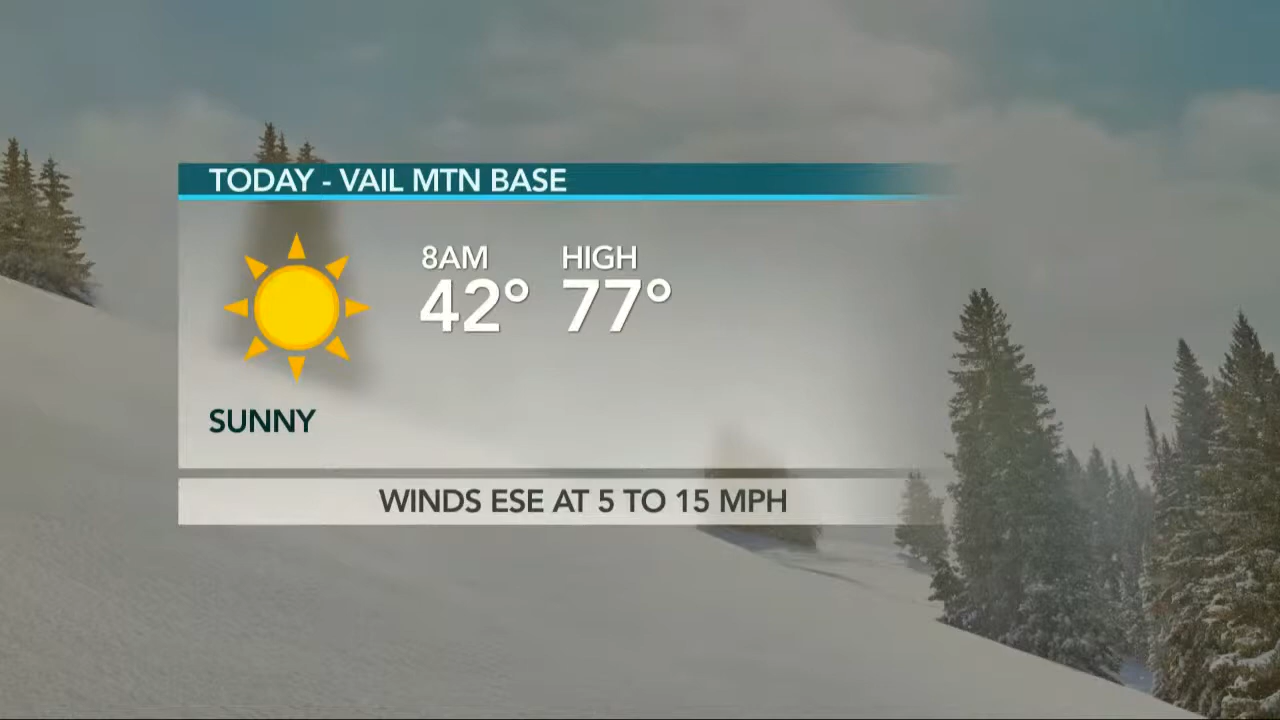 TODAY - VAIL MTN BASE
8AM HIGH
42° 77°
SUNNY
WINDS ESE AT 5 TO 15 MPH